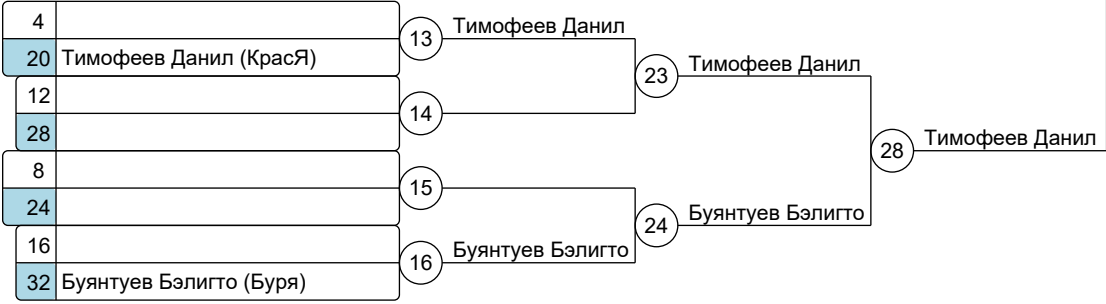 4
20 Тимофеев Данил (КрасЯ)
13 Тимофеев Данил
12
28
14
23 Тимофеев Данил
8
24
15
16
32 Буянтуев Бэлигто (Буря)
16 Буянтуев Бэлигто
24 Буянтуев Бэлигто
28 Тимофеев Данил